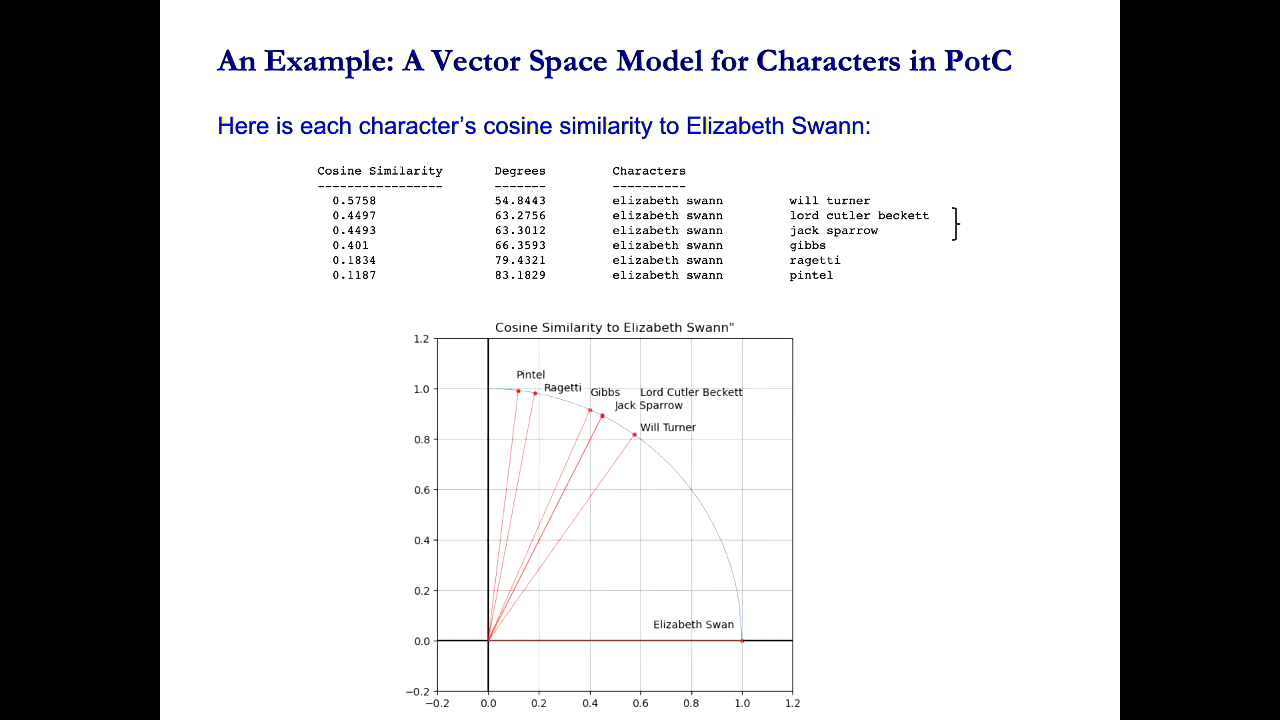 An Example: A Vector Space Model for Characters in PotC
Here is each character's cosine similarity to Elizabeth Swann:
Cosine Similarity Degrees Characters
----------------- ------- ----------
0.5758 54.8443 elizabeth swann will turner
0.4497 63.2756 elizabeth swann lord cutler beckett
0.4493 63.3012 elizabeth swann jack sparrow
0.401 66.3593 elizabeth swann gibbs
0.1834 79.4321 elizabeth swann ragetti
0.1187 83.1829 elizabeth swann pintel
Cosine Similarity to Elizabeth Swann"
1.2
Pintel
1.0
Ragetti
Gibbs Lord Cutler Beckett
Jack Sparrow
Will Turner
0.8
0.6
0.4
0.2
Elizabeth Swan
0.0
−0.2
−0.2 0.0 0.2 0.4 0.6 0.8 1.0 1.2